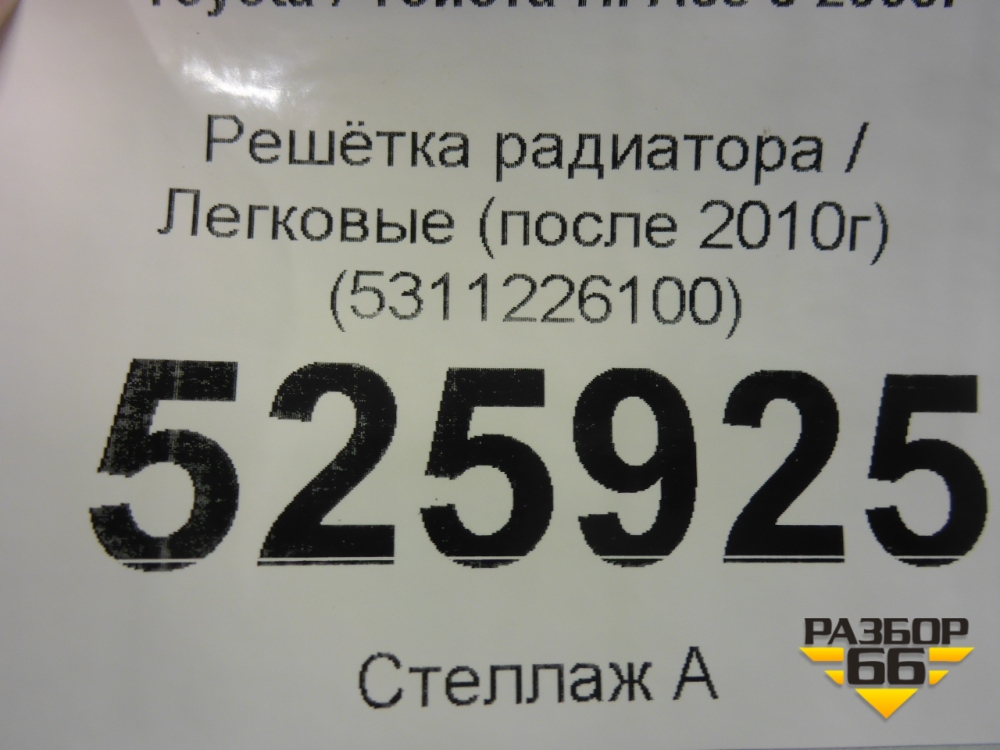 Решётка радиатора /
Легковые (после 2010г)
(5311226100)
525925
Стеллаж А
РАЗБОР
66